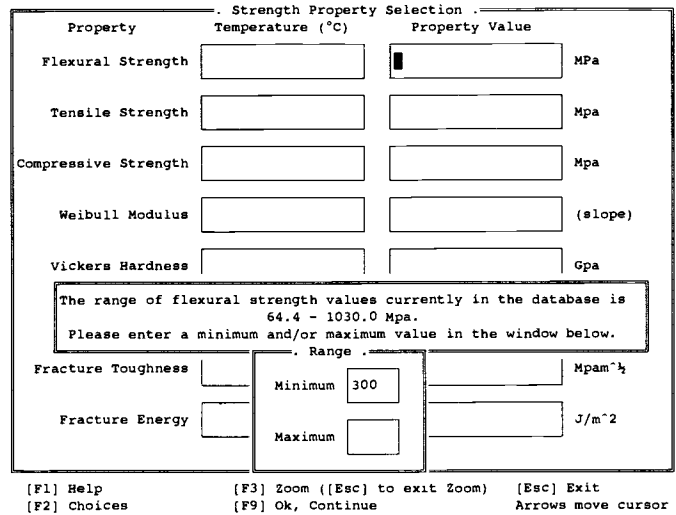 . Strength Property Selection .
Property Temperature (°C) Property Value
Flexural Strength MPa
Tensile Strength Mpa
Compressive Strength Mpa
Weibull Modulus (slope)
Vickers Hardness Gpa
The range of flexural strength values currently in the database is
64.4 - 1030.0 Mpa.
Please enter a minimum and/or maximum value in the window below.
. Range .
Fracture Toughness Mpam^½
Minimum 300
Fracture Energy J/m^2
Maximum
[F1] Help [F3] Zoom ([Esc] to exit Zoom) [Esc] Exit
[F2] Choices [F9] Ok, Continue Arrows move cursor